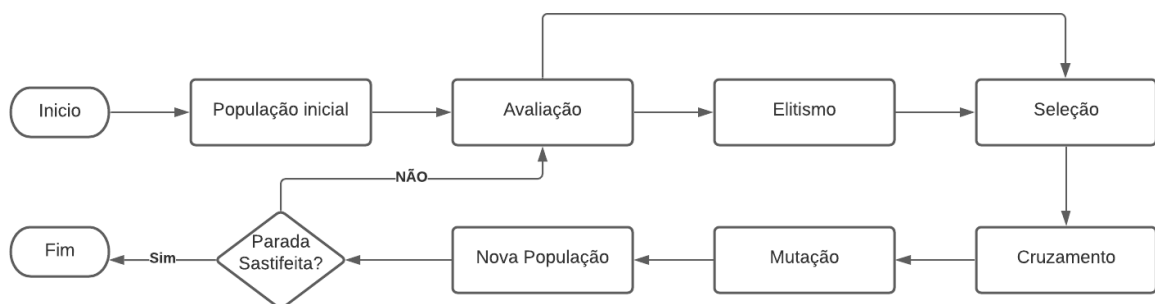 Inicio
População inicial
Avaliação
Elitismo
Seleção
NÃO
Fim
Sim
Parada
Sastifeita?
Nova População
Mutação
Cruzamento